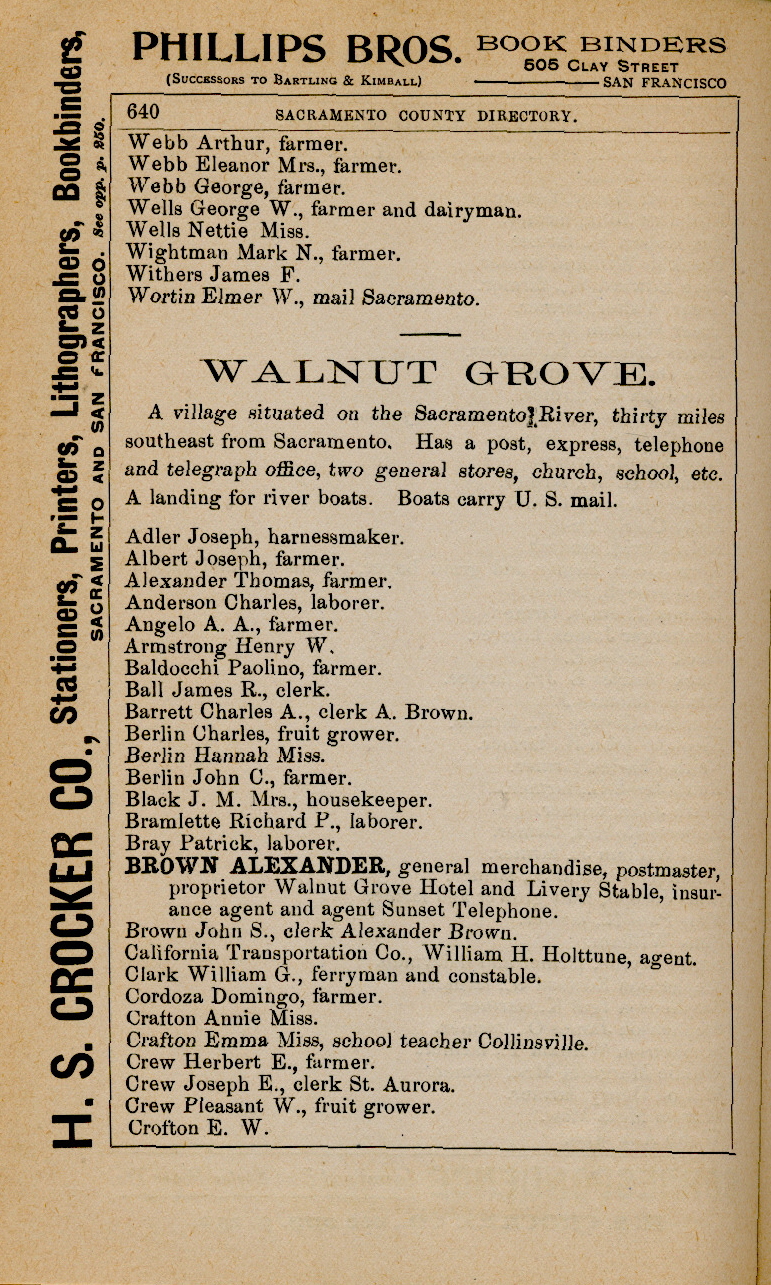 PHILLIPS BROS. BOOK BINDERS
505 CLAY STREET
(SUCCESSORS TO BARTLING & KIMBALL) SAN FRANCISCO
640 SACRAMENTO COUNTY DIRECTORY.
Webb Arthur, farmer.
Webb Eleanor Mrs., farmer.
Webb George, farmer.
Wells George W., farmer and dairyman.
Wells Nettie Miss.
Wightman Mark N., farmer.
Withers James F.
Wortin Elmer W., mail Sacramento.
WALNUT GROVE.
A village situated on the Sacramento River, thirty miles
southeast from Sacramento. Has a post, express, telephone
and telegraph office, two general stores, church, school, etc.
A landing for river boats. Boats carry U. S. mail.
Adler Joseph, harnessmaker.
Albert Joseph, farmer.
Alexander Thomas, farmer.
Anderson Charles, laborer.
Angelo A. A., farmer.
Armstrong Henry W.
Baldocchi Paolino, farmer.
Ball James R., clerk.
Barrett Charles A., clerk A. Brown.
Berlin Charles, fruit grower.
Berlin Hannah Miss.
Berlin John C., farmer.
Black J. M. Mrs., housekeeper.
Bramlette Richard P., laborer.
Bray Patrick, laborer.
BROWN ALEXANDER, general merchandise, postmaster,
proprietor Walnut Grove Hotel and Livery Stable, insur-
ance agent and agent Sunset Telephone.
Brown John S., clerk Alexander Brown.
California Transportation Co., William H. Holttune, agent.
Clark William G., ferryman and constable.
Cordoza Domingo, farmer.
Crafton Annie Miss.
Crafton Emma Miss, school teacher Collinsville.
Crew Herbert E., farmer.
Crew Joseph E., clerk St. Aurora.
Crew Pleasant W., fruit grower.
Crofton E. W.
H. S. CROCKER CO., Stationers, Printers, Lithographers, Bookbinders,
SACRAMENTO AND SAN FRANCISCO. See opp. p. 250.